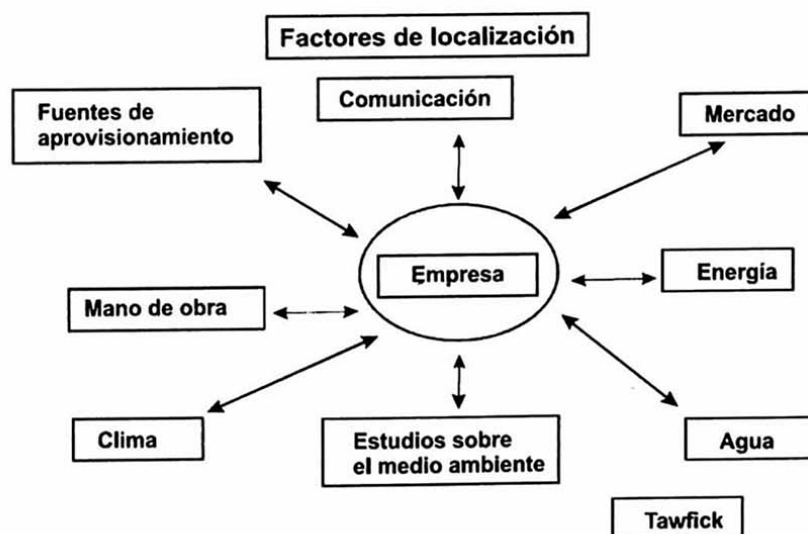 Factores de localización
Comunicación
Fuentes de
aprovisionamiento
Mercado
Empresa
Energía
Mano de obra
Clima
Estudios sobre
el medio ambiente
Agua
Tawfick